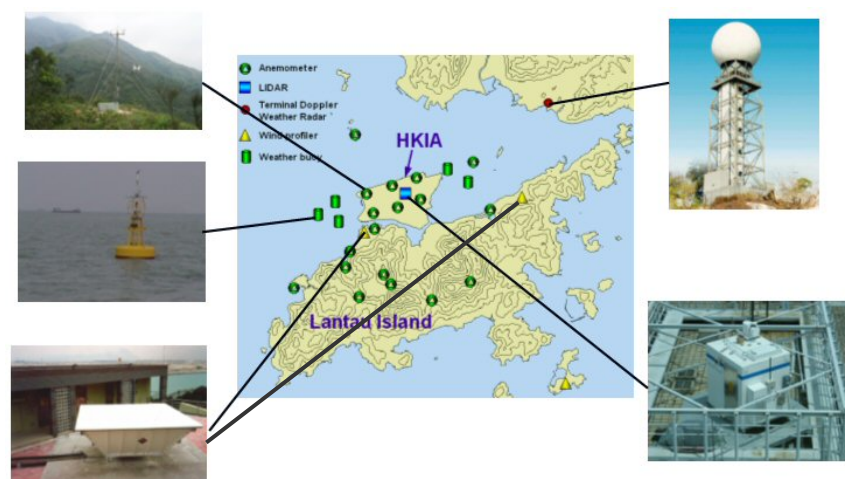 Anemometer
LIDAR
Terminal Doppler
Weather Radar
Wind profiler
Weather buoy
HKIA
Lantau Island